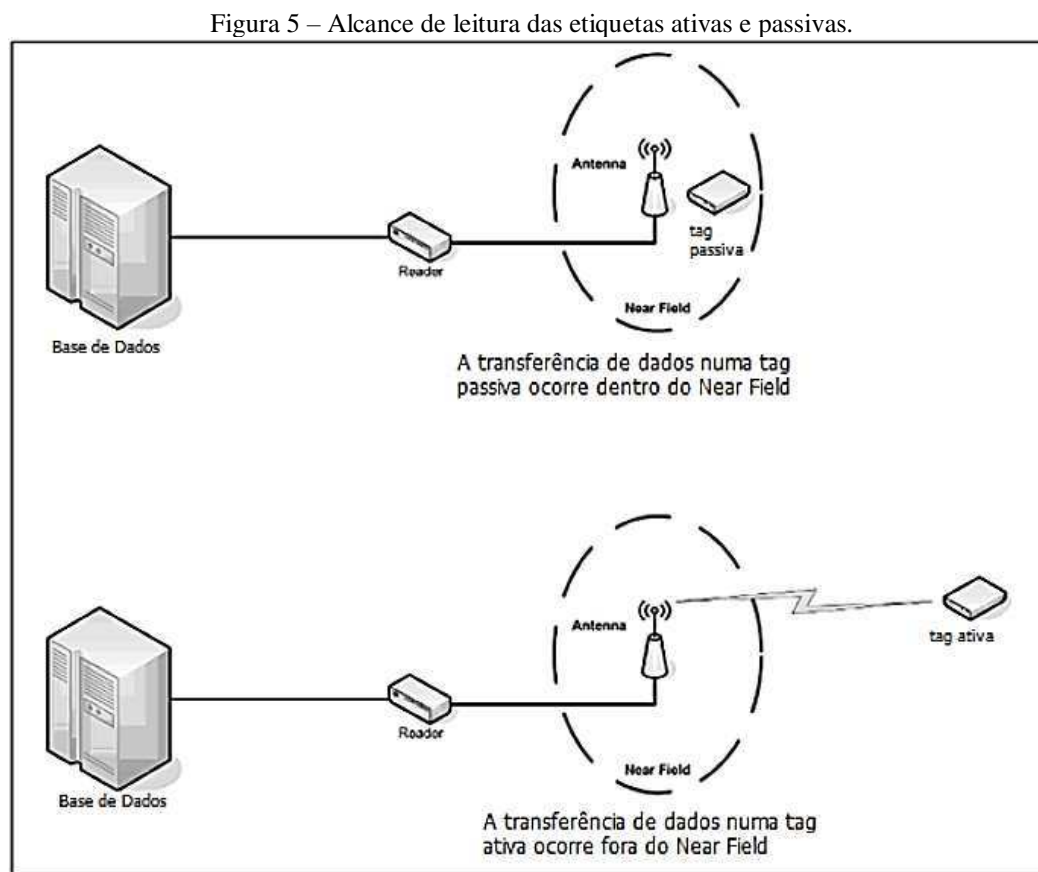 Figura 5 – Alcance de leitura das etiquetas ativas e passivas.
Antenna
tag
passiva
Reader
Near Field
Base de Dados
A transferência de dados numa tag
passiva ocorre dentro do Near Field
Antenna
tag ativa
Reader
Near Field
Base de Dados
A transferência de dados numa tag
ativa ocorre fora do Near Field